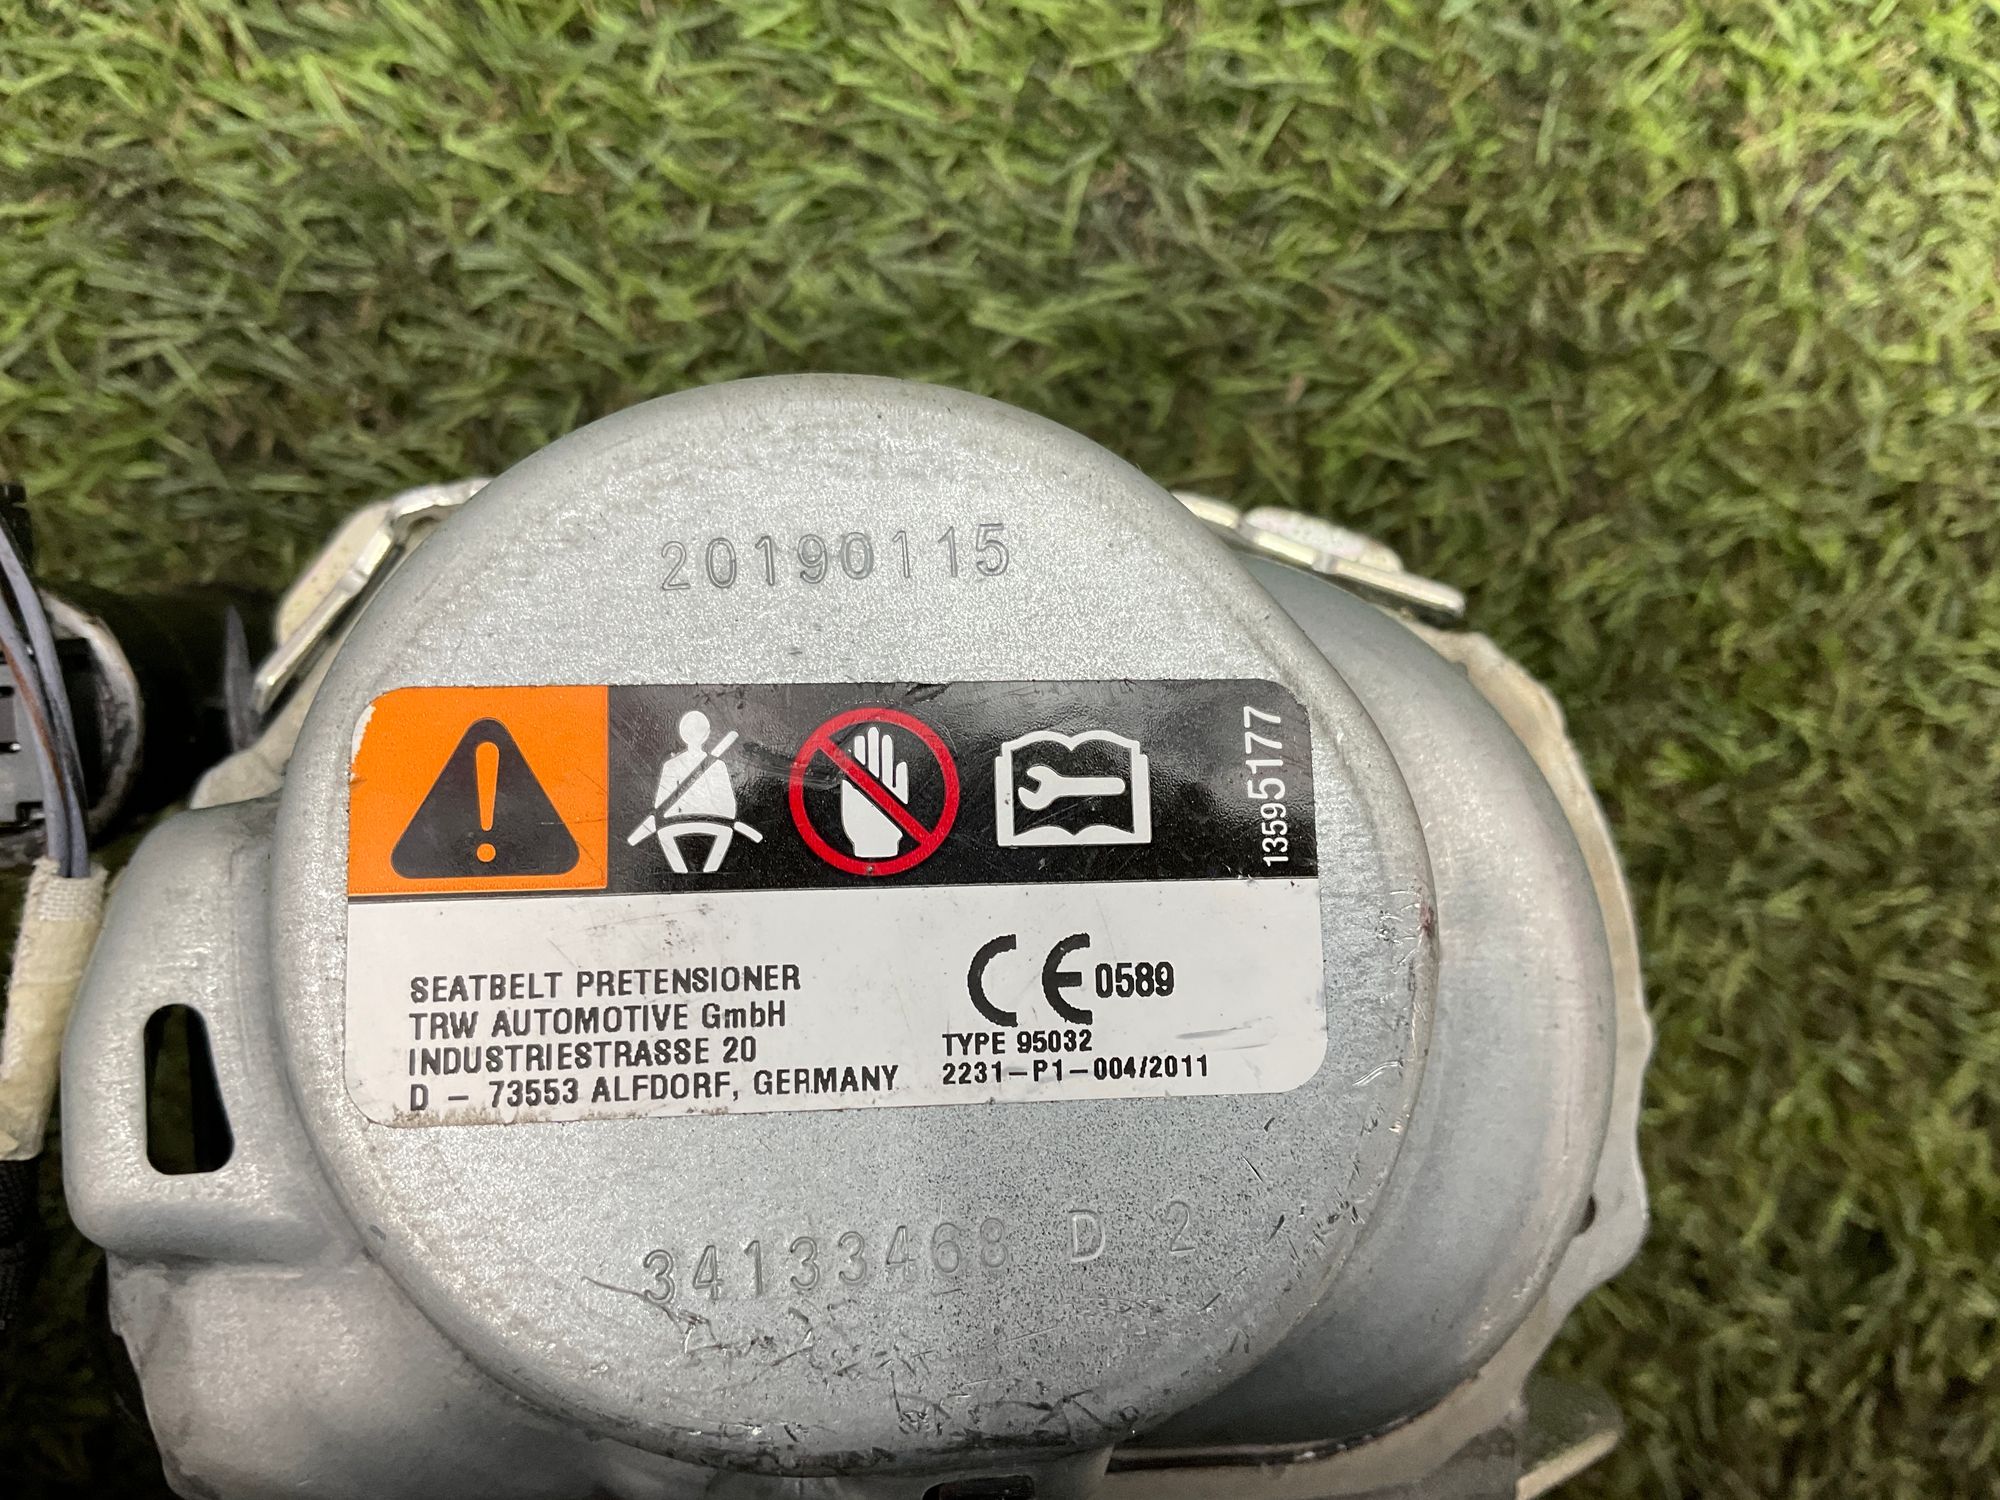 20190115
13595177
SEATBELT PRETENSIONER
TRW AUTOMOTIVE GmbH
INDUSTRIESTRASSE 20
D - 73553 ALFDORF, GERMANY
CE 0589
TYPE 95032
2231-P1-004/2011
34133468 D 2